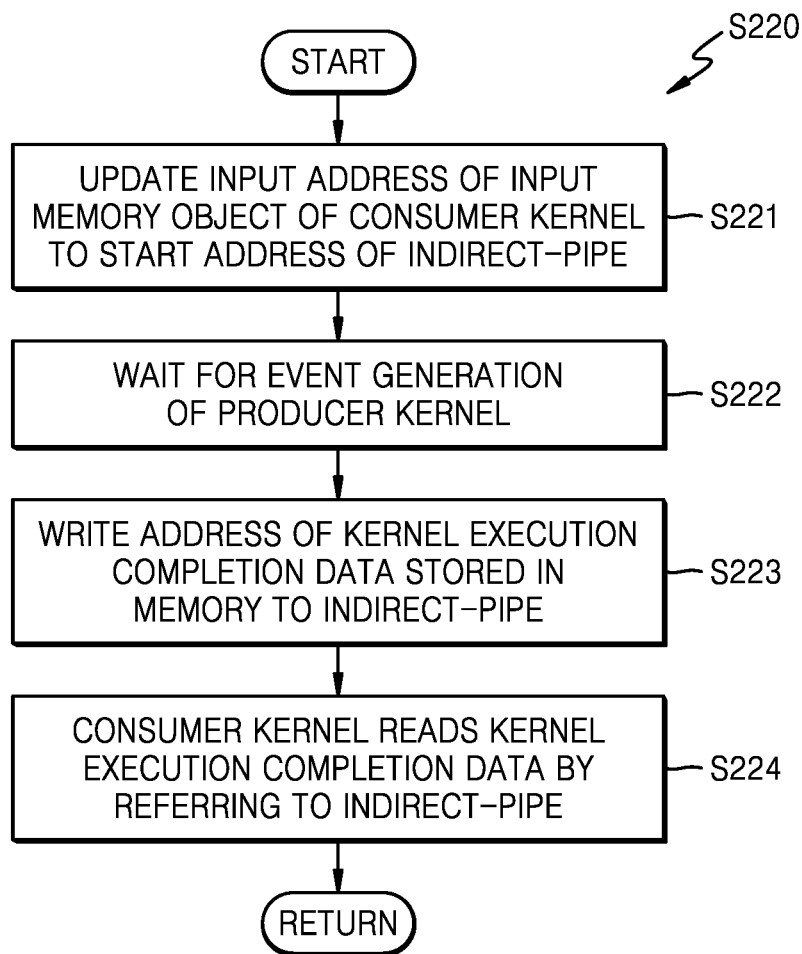 S220
START
UPDATE INPUT ADDRESS OF INPUT
MEMORY OBJECT OF CONSUMER KERNEL
TO START ADDRESS OF INDIRECT-PIPE
S221
WAIT FOR EVENT GENERATION
OF PRODUCER KERNEL
S222
WRITE ADDRESS OF KERNEL EXECUTION
COMPLETION DATA STORED IN
MEMORY TO INDIRECT-PIPE
S223
CONSUMER KERNEL READS KERNEL
EXECUTION COMPLETION DATA BY
REFERRING TO INDIRECT-PIPE
S224
RETURN